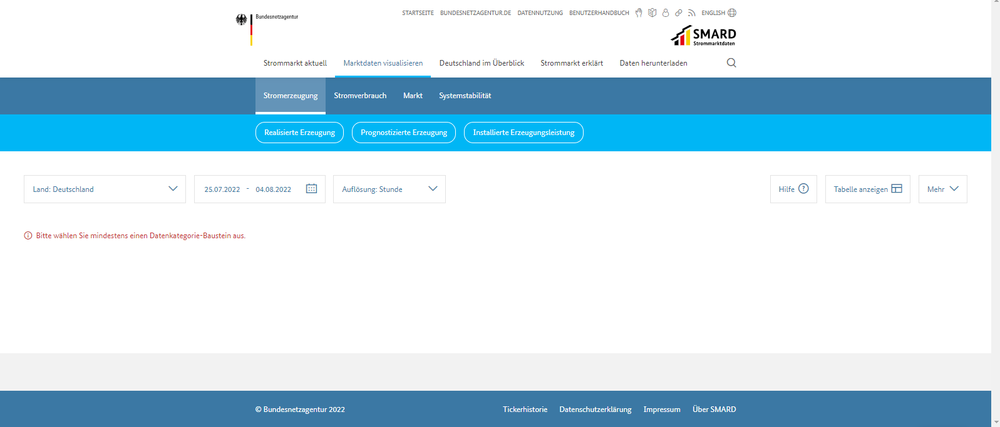 Bundesnetzagentur
STARTSEITE BUNDESNETZAGENTUR.DE DATENNUTZUNG BENUTZERHANDBUCH ENGLISH
SMARD
Strommarktdaten
Strommarkt aktuell Marktdaten visualisieren Deutschland im Überblick Strommarkt erklärt Daten herunterladen
Stromerzeugung Stromverbrauch Markt Systemstabilität
Realisierte Erzeugung Prognostizierte Erzeugung Installierte Erzeugungsleistung
Land: Deutschland 25.07.2022 - 04.08.2022 Auflösung: Stunde Hilfe ? Tabelle anzeigen Mehr
Bitte wählen Sie mindestens einen Datenkategorie-Baustein aus.
© Bundesnetzagentur 2022 Tickerhistorie Datenschutzerklärung Impressum Über SMARD